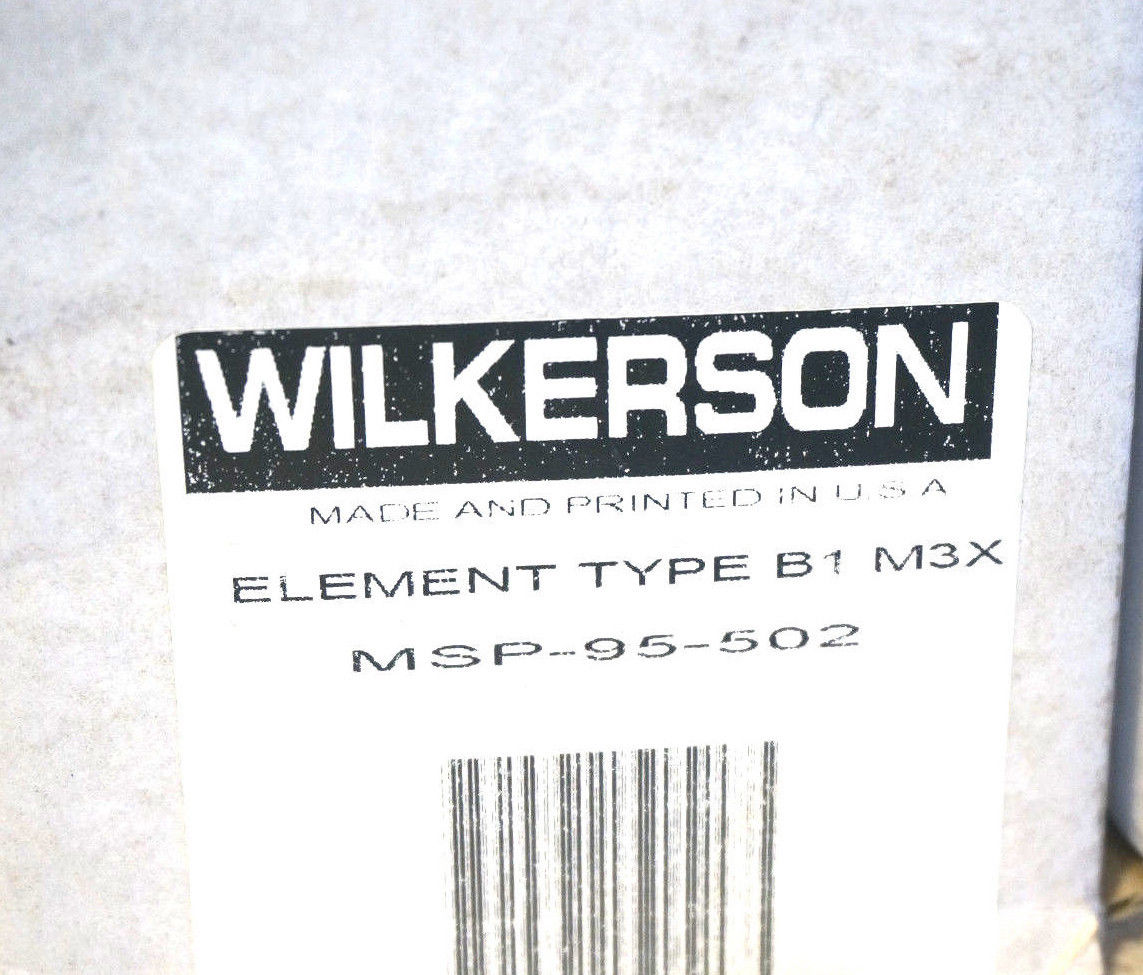 WILKERSON
MADE AND PRINTED IN U.S.A
ELEMENT TYPE B1 M3X
MSP-95-502